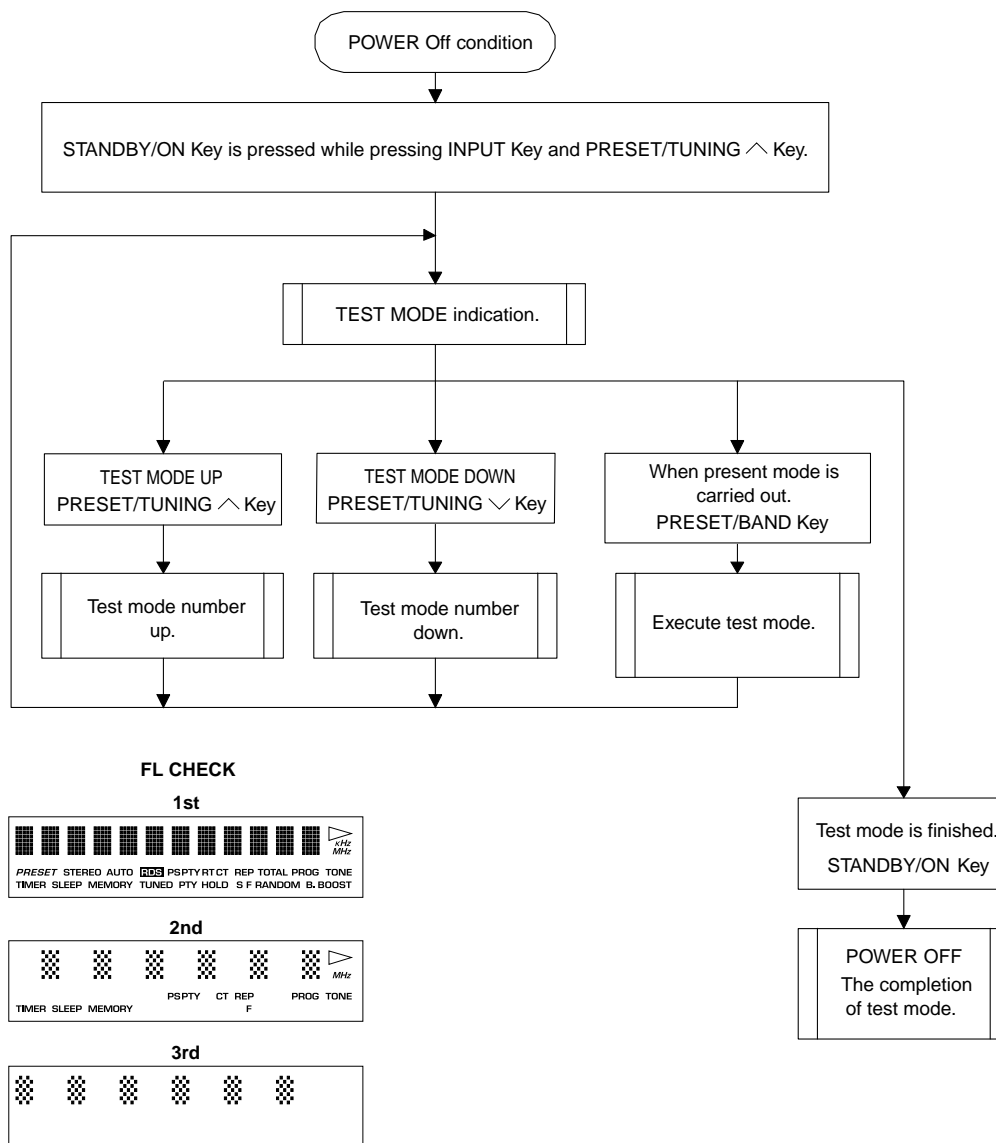 POWER Off condition
STANDBY/ON Key is pressed while pressing INPUT Key and PRESET/TUNING ︿ Key.
TEST MODE indication.
TEST MODE UP
PRESET/TUNING ︿ Key
Test mode number
up.
TEST MODE DOWN
PRESET/TUNING ﹀ Key
Test mode number
down.
When present mode is
carried out.
PRESET/BAND Key
Execute test mode.
Test mode is finished.
STANDBY/ON Key
POWER OFF
The completion
of test mode.
FL CHECK
1st
kHz
MHz
PRESET STEREO AUTO RDS PSPTY RT CT REP TOTAL PROG TONE
TIMER SLEEP MEMORY TUNED PTY HOLD S F RANDOM B. BOOST
2nd
MHz
PSPTY CT REP PROG TONE
TIMER SLEEP MEMORY F
3rd